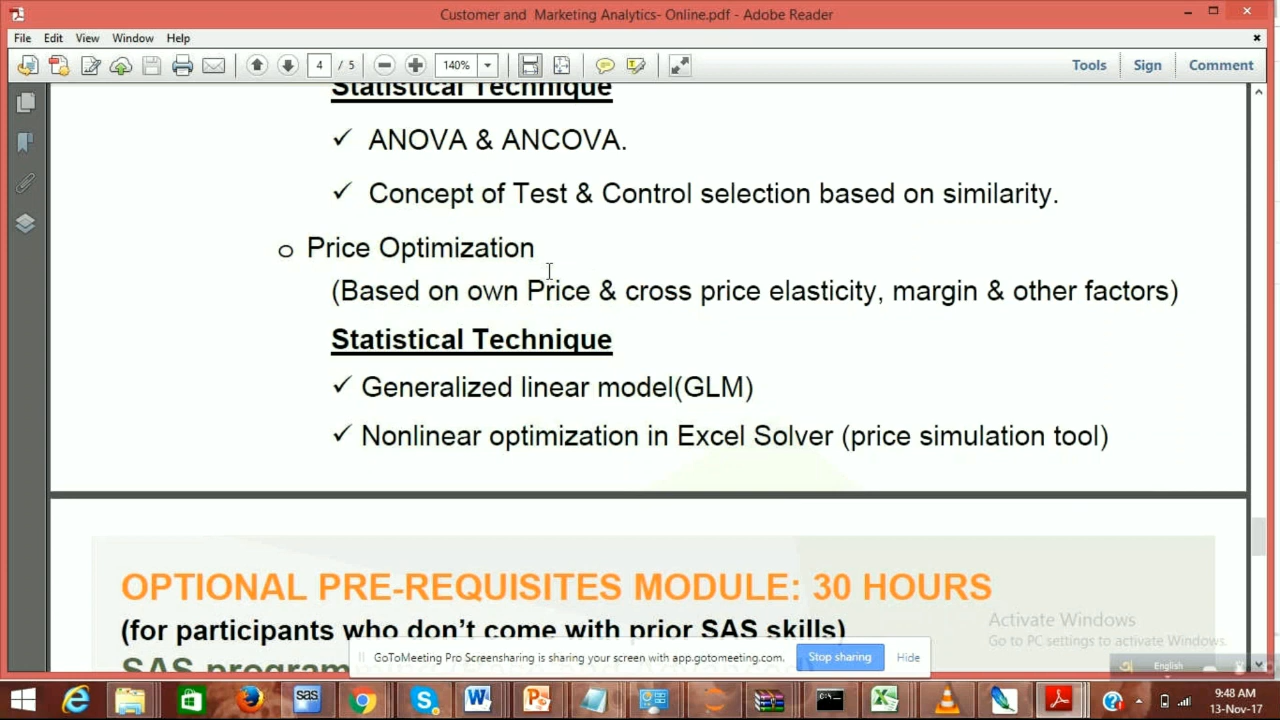 Customer and Marketing Analytics- Online.pdf - Adobe Reader
File Edit View Window Help
4 / 5 140% Tools Sign Comment
Statistical Technique
✓ ANOVA & ANCOVA.
✓ Concept of Test & Control selection based on similarity.
o Price Optimization
(Based on own Price & cross price elasticity, margin & other factors)
Statistical Technique
✓ Generalized linear model(GLM)
✓ Nonlinear optimization in Excel Solver (price simulation tool)
OPTIONAL PRE-REQUISITES MODULE: 30 HOURS
Activate Windows
(for participants who don't come with prior SAS skills)
Go to PC settings to activate Windows.
GoToMeeting Pro Screensharing is sharing your screen with app.gotomeeting.com. Stop sharing Hide
English
sas
9:48 AM
13-Nov-17